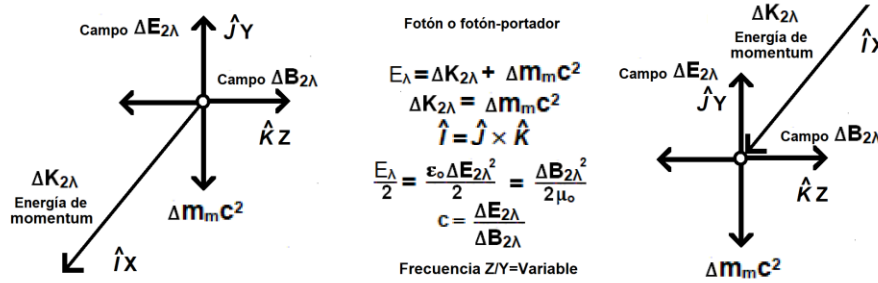 Campo ΔE2λ
ĴY
Campo ΔB2λ
K̂ Z
ΔK2λ
Energía de
momentum
Δmmc²
ÎX
Fotón o fotón-portador
Eλ = ΔK2λ + Δmmc²
ΔK2λ = Δmmc²
Î = Ĵ × K̂
Eλ/2 = εoΔE2λ²/2 = ΔB2λ²/2μo
c = ΔE2λ/ΔB2λ
Frecuencia Z/Y=Variable
ΔK2λ
Energía de
momentum
ÎX
Campo ΔE2λ
ĴY
Campo ΔB2λ
K̂ Z
Δmmc²